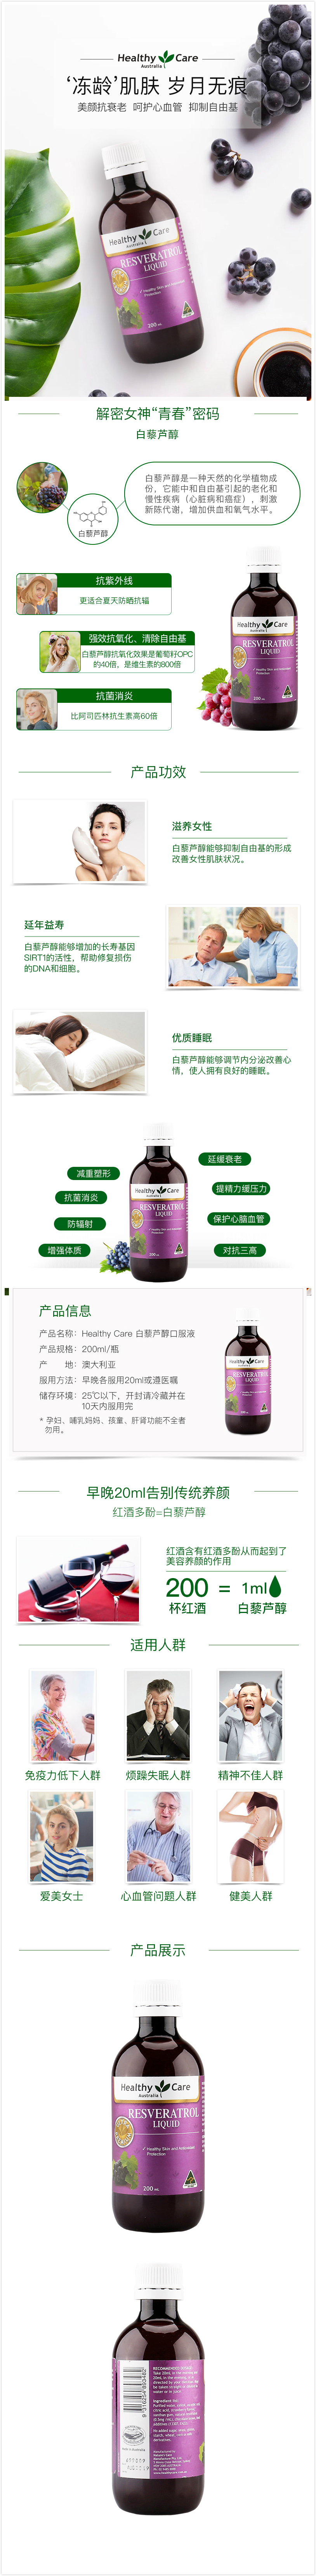 Healthy Care
Australia
‘冻龄’肌肤 岁月无痕
美颜抗衰老 呵护心血管 抑制自由基
Healthy Care
Australia
RESVERATROL
LIQUID
Healthy Skin and Antioxidant
Protection
200 mL
解密女神“青春”密码
白藜芦醇
白藜芦醇是一种天然的化学植物成
份，它能中和自由基引起的老化和
慢性疾病（心脏病和癌症），刺激
新陈代谢，增加供血和氧气水平。
白藜芦醇
抗紫外线
更适合夏天防晒抗辐
强效抗氧化、清除自由基
白藜芦醇抗氧化效果是葡萄籽OPC
的40倍，是维生素的800倍
抗菌消炎
比阿司匹林抗生素高60倍
Healthy Care
Australia
RESVERATROL
LIQUID
200 mL
产品功效
滋养女性
白藜芦醇能够抑制自由基的形成
改善女性肌肤状况。
延年益寿
白藜芦醇能够增加的长寿基因
SIRT1的活性，帮助修复损伤
的DNA和细胞。
优质睡眠
白藜芦醇能够调节内分泌改善心
情，使人拥有良好的睡眠。
减重塑形
抗菌消炎
防辐射
增强体质
Healthy Care
RESVERATROL
LIQUID
延缓衰老
提精力缓压力
保护心脑血管
对抗三高
产品信息
产品名称：Healthy Care 白藜芦醇口服液
产品规格：200ml/瓶
产 地：澳大利亚
服用方法：早晚各服用20ml或遵医嘱
储存环境：25℃以下，开封请冷藏并在
10天内服用完
* 孕妇、哺乳妈妈、孩童、肝肾功能不全者
勿用。
Healthy Care
RESVERATROL
LIQUID
早晚20ml告别传统养颜
红酒多酚=白藜芦醇
红酒含有红酒多酚从而起到了
美容养颜的作用
200 = 1ml
杯红酒 白藜芦醇
适用人群
免疫力低下人群
烦躁失眠人群
精神不佳人群
爱美女士
心血管问题人群
健美人群
产品展示
Healthy Care
Australia
RESVERATROL
LIQUID
Healthy Skin and Antioxidant
Protection
200 mL
RECOMMENDED DOSAGE: